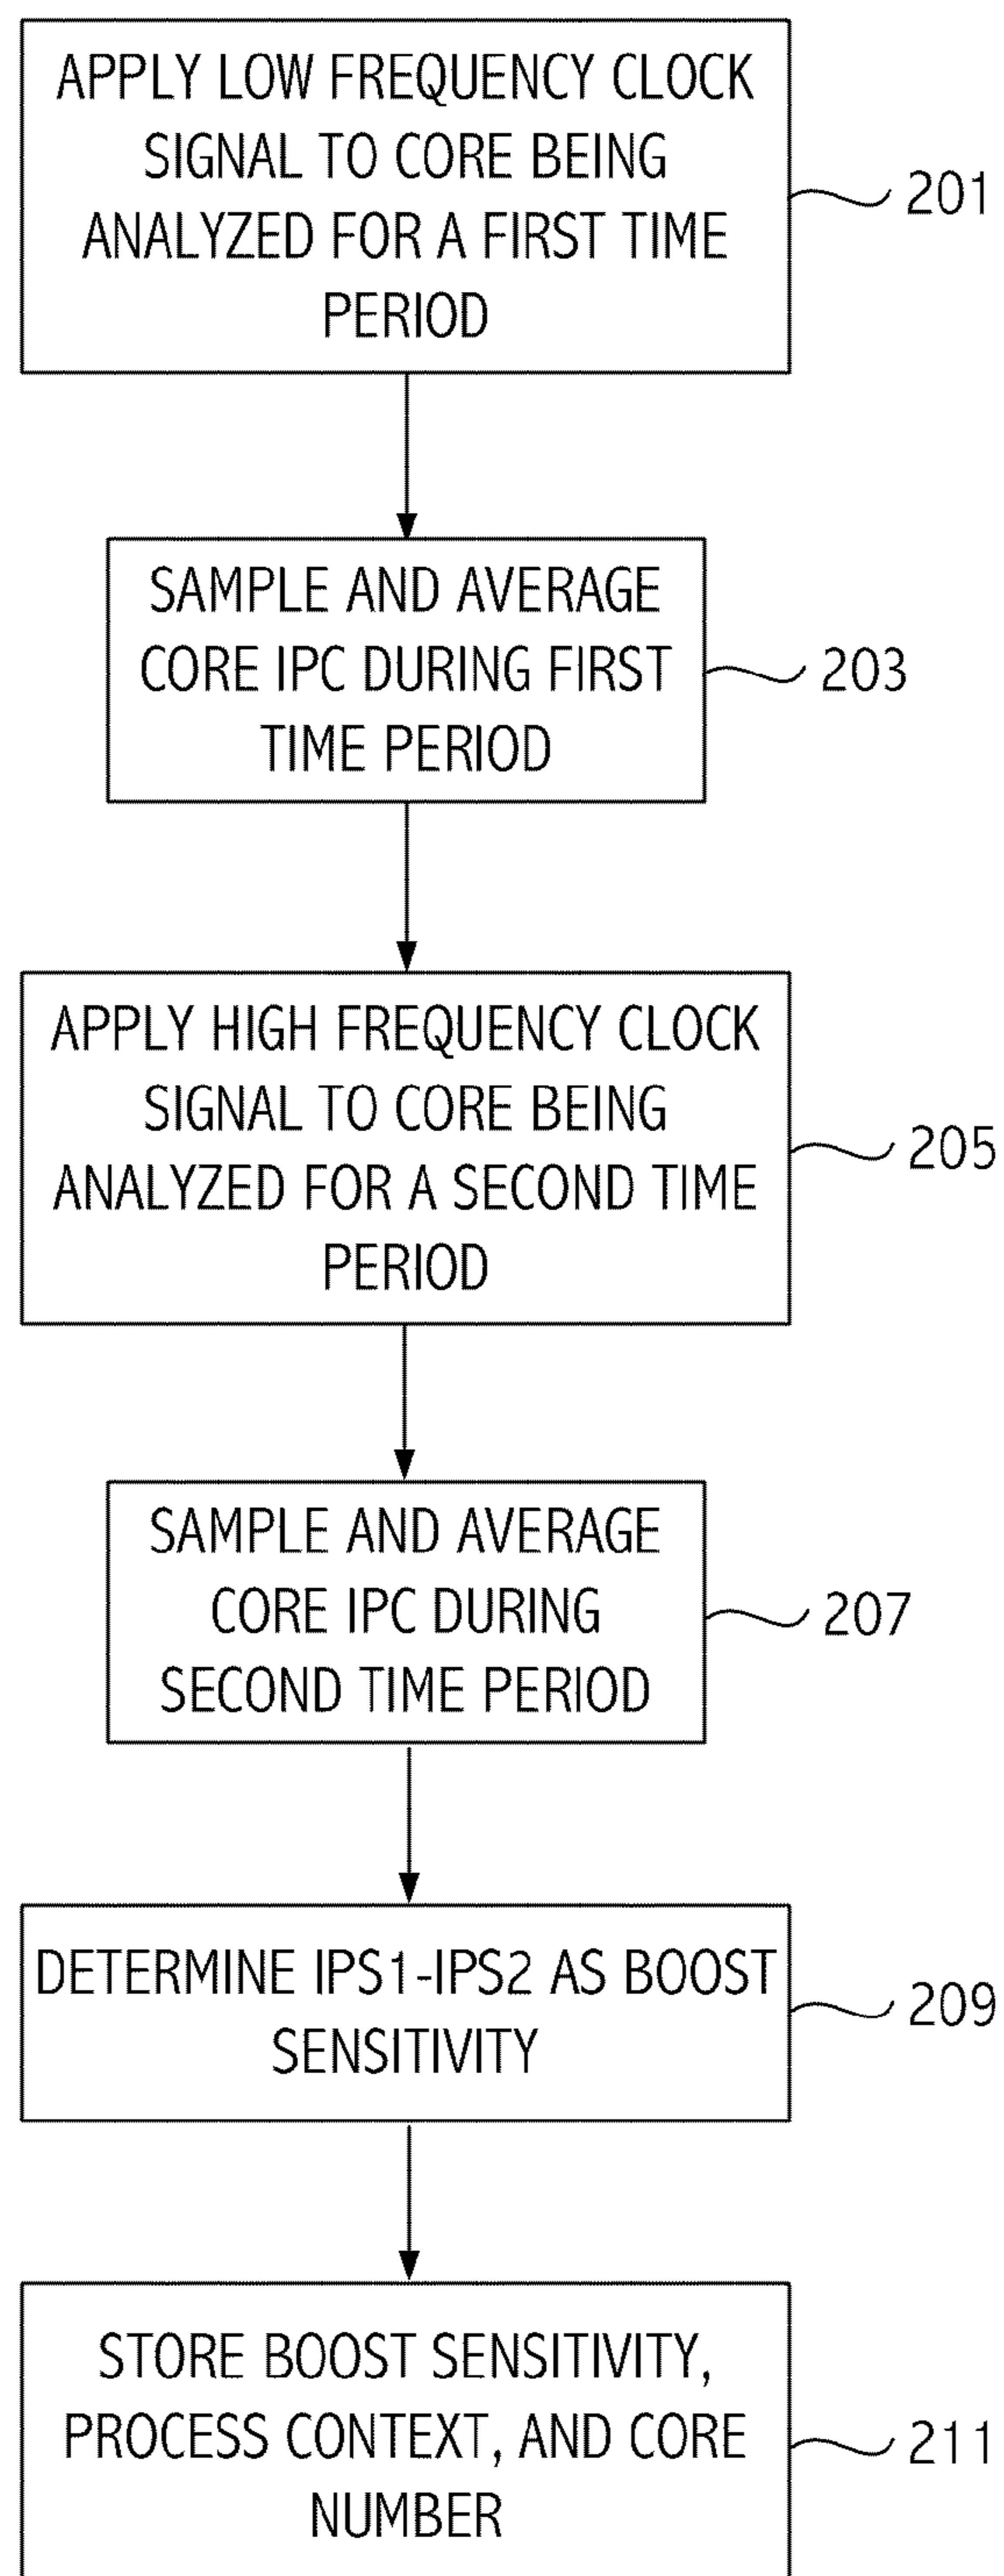 APPLY LOW FREQUENCY CLOCK
SIGNAL TO CORE BEING
ANALYZED FOR A FIRST TIME
PERIOD
201
SAMPLE AND AVERAGE
CORE IPC DURING FIRST
TIME PERIOD
203
APPLY HIGH FREQUENCY CLOCK
SIGNAL TO CORE BEING
ANALYZED FOR A SECOND TIME
PERIOD
205
SAMPLE AND AVERAGE
CORE IPC DURING
SECOND TIME PERIOD
207
DETERMINE IPS1-IPS2 AS BOOST
SENSITIVITY
209
STORE BOOST SENSITIVITY,
PROCESS CONTEXT, AND CORE
NUMBER
211